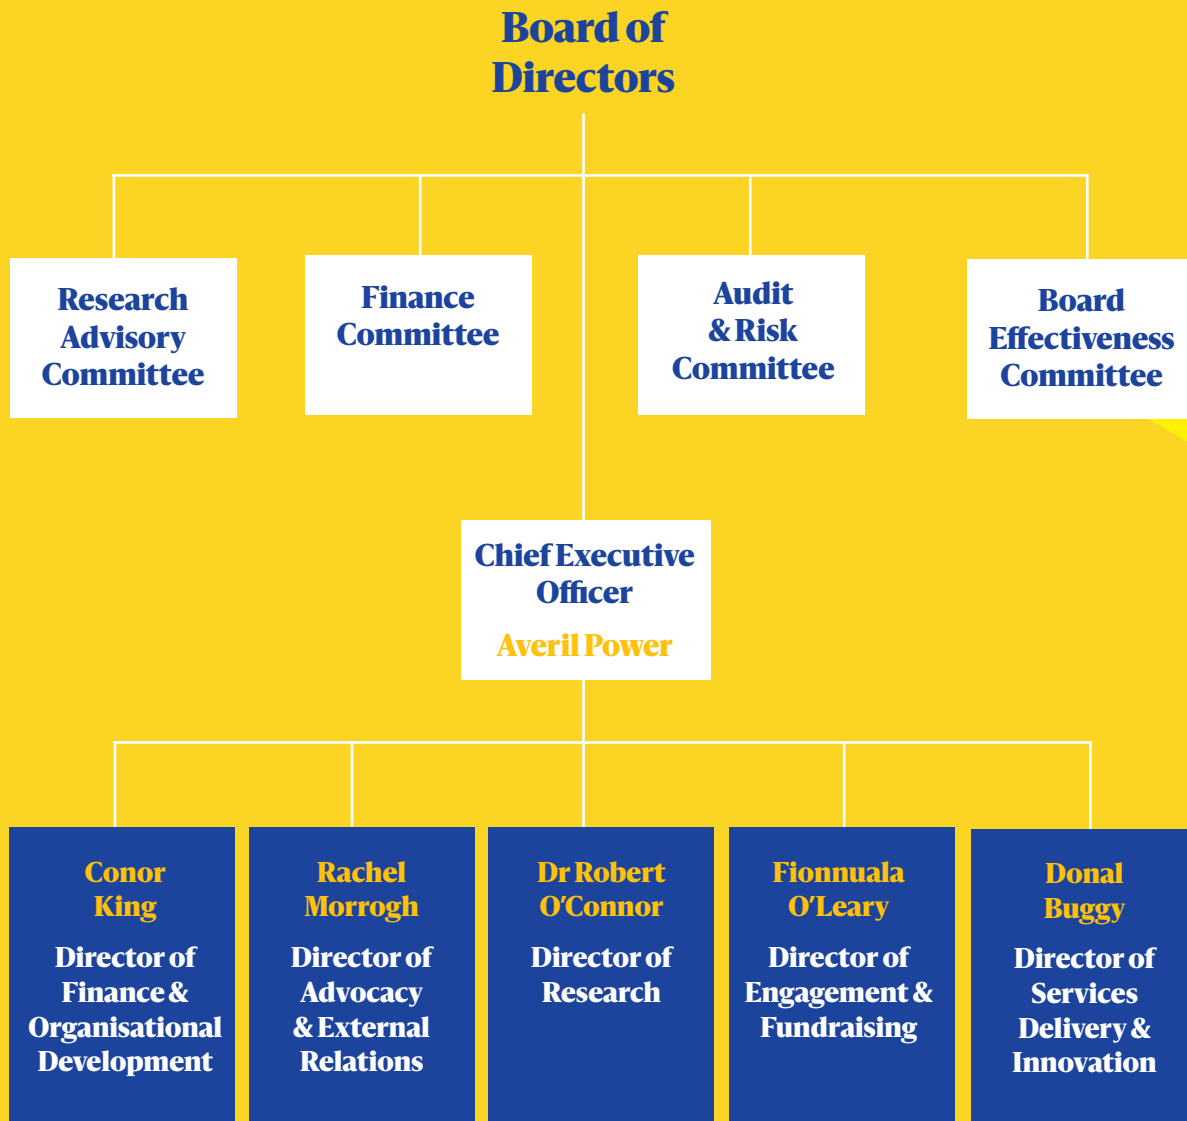 Board of
Directors
Research
Advisory
Committee
Finance
Committee
Audit
& Risk
Committee
Board
Effectiveness
Committee
Chief Executive
Officer
Averil Power
Conor
King
Director of
Finance &
Organisational
Development
Rachel
Morrogh
Director of
Advocacy
& External
Relations
Dr Robert
O'Connor
Director of
Research
Fionnuala
O'Leary
Director of
Engagement &
Fundraising
Donal
Buggy
Director of
Services
Delivery &
Innovation